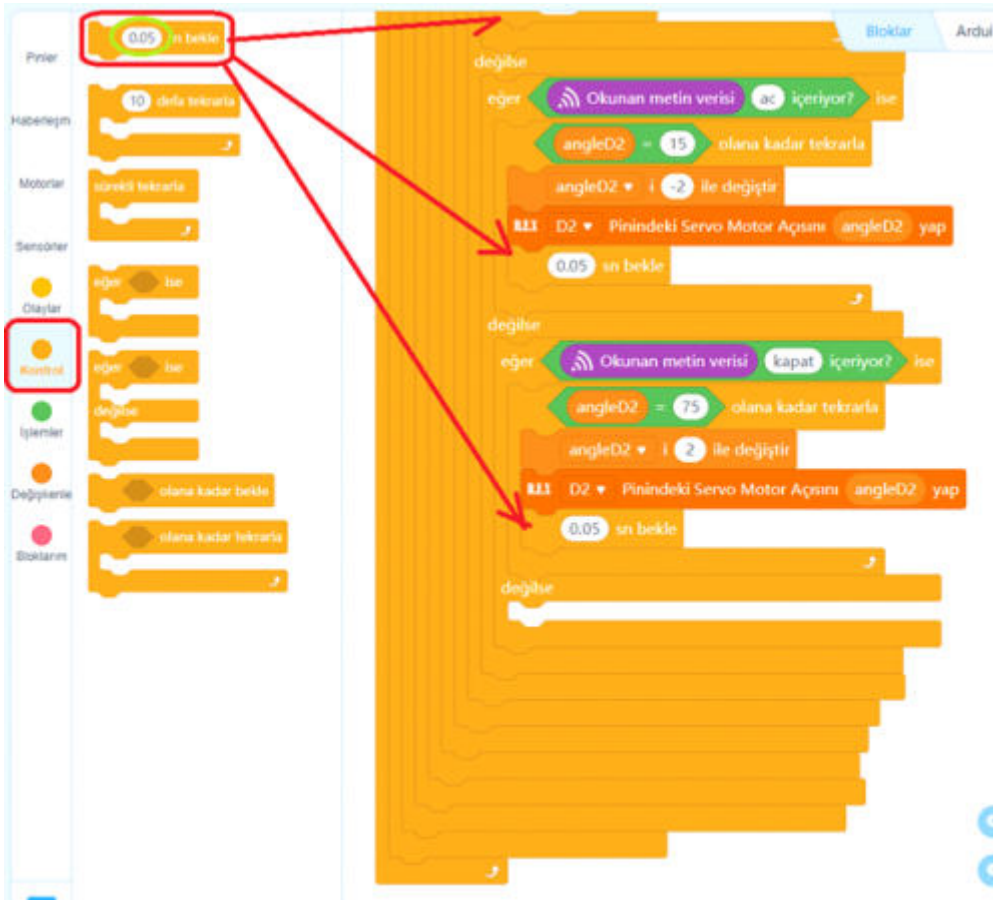 Pinler
Haberleşm
Motorlar
Sensörler
Olaylar
Kontrol
İşlemler
Değişkenle
Bloklarım
0.05 sn bekle
10 defa tekrarla
sürekli tekrarla
eğer ise
eğer ise
değilse
olana kadar bekle
olana kadar tekrarla
Bloklar Ardui
değilse
eğer Okunan metin verisi ac içeriyor? ise
angleD2 = 15 olana kadar tekrarla
angleD2 i -2 ile değiştir
D2 Pinindeki Servo Motor Açısını angleD2 yap
0.05 sn bekle
değilse
eğer Okunan metin verisi kapat içeriyor? ise
angleD2 = 75 olana kadar tekrarla
angleD2 i 2 ile değiştir
D2 Pinindeki Servo Motor Açısını angleD2 yap
0.05 sn bekle
değilse